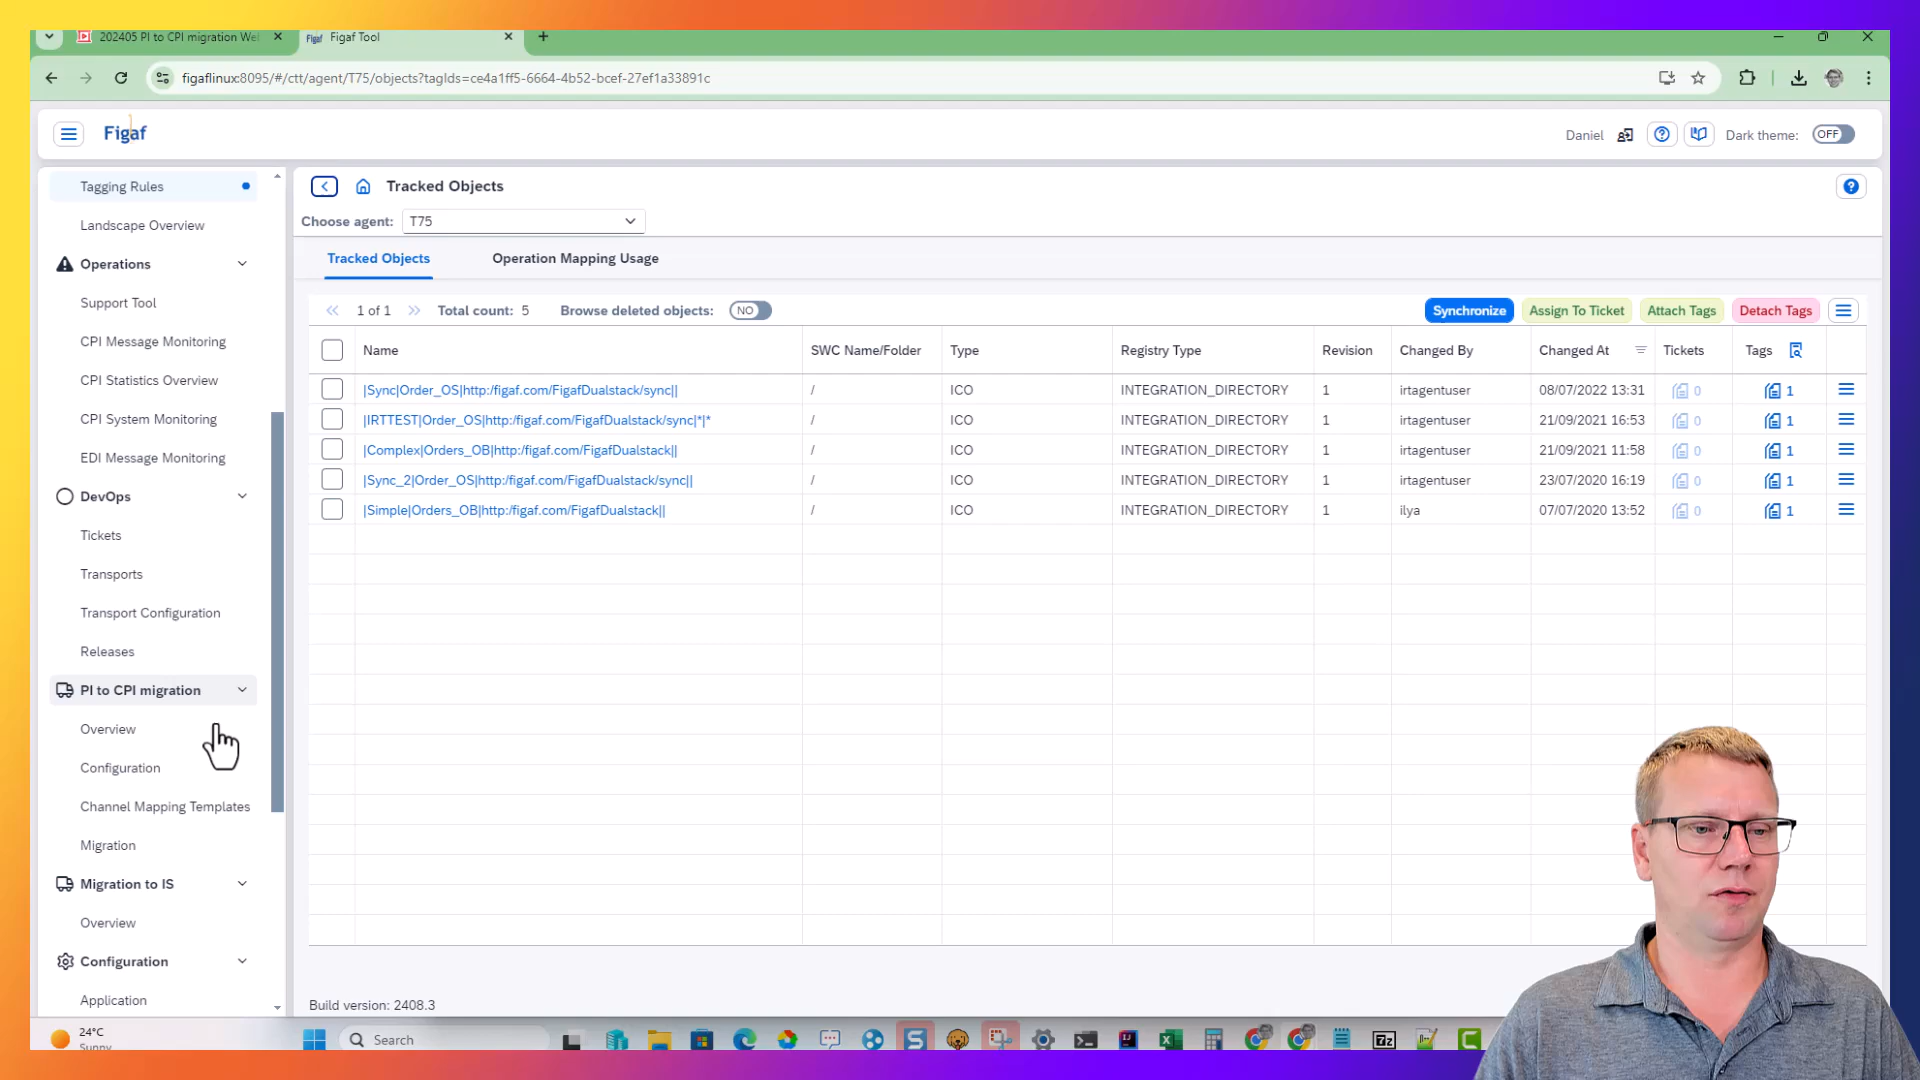 202405 PI to CPI migration Wel
Figaf
Figaf Tool
figaflinux:8095/#/ctt/agent/T75/objects?tagIds=ce4a1ff5-6664-4b52-bcef-27ef1a33891c
Figaf
Daniel
Dark theme:
OFF
Tagging Rules
Landscape Overview
Operations
Support Tool
CPI Message Monitoring
CPI Statistics Overview
CPI System Monitoring
EDI Message Monitoring
DevOps
Tickets
Transports
Transport Configuration
Releases
PI to CPI migration
Overview
Configuration
Channel Mapping Templates
Migration
Migration to IS
Overview
Configuration
Application
Tracked Objects
Choose agent: T75
Tracked Objects
Operation Mapping Usage
1 of 1 Total count: 5 Browse deleted objects: NO
Synchronize Assign To Ticket Attach Tags Detach Tags
Name SWC Name/Folder Type Registry Type Revision Changed By Changed At Tickets Tags
|Sync|Order_OS|http:/figaf.com/FigafDualstack/sync|| / ICO INTEGRATION_DIRECTORY 1 irtagentuser 08/07/2022 13:31 0 1
|IRTTEST|Order_OS|http:/figaf.com/FigafDualstack/sync|*|* / ICO INTEGRATION_DIRECTORY 1 irtagentuser 21/09/2021 16:53 0 1
|Complex|Orders_OB|http:/figaf.com/FigafDualstack|| / ICO INTEGRATION_DIRECTORY 1 irtagentuser 21/09/2021 11:58 0 1
|Sync_2|Order_OS|http:/figaf.com/FigafDualstack/sync|| / ICO INTEGRATION_DIRECTORY 1 irtagentuser 23/07/2020 16:19 0 1
|Simple|Orders_OB|http:/figaf.com/FigafDualstack|| / ICO INTEGRATION_DIRECTORY 1 ilya 07/07/2020 13:52 0 1
Build version: 2408.3
24°C
Sunny
Search
S
IJ
7z
C